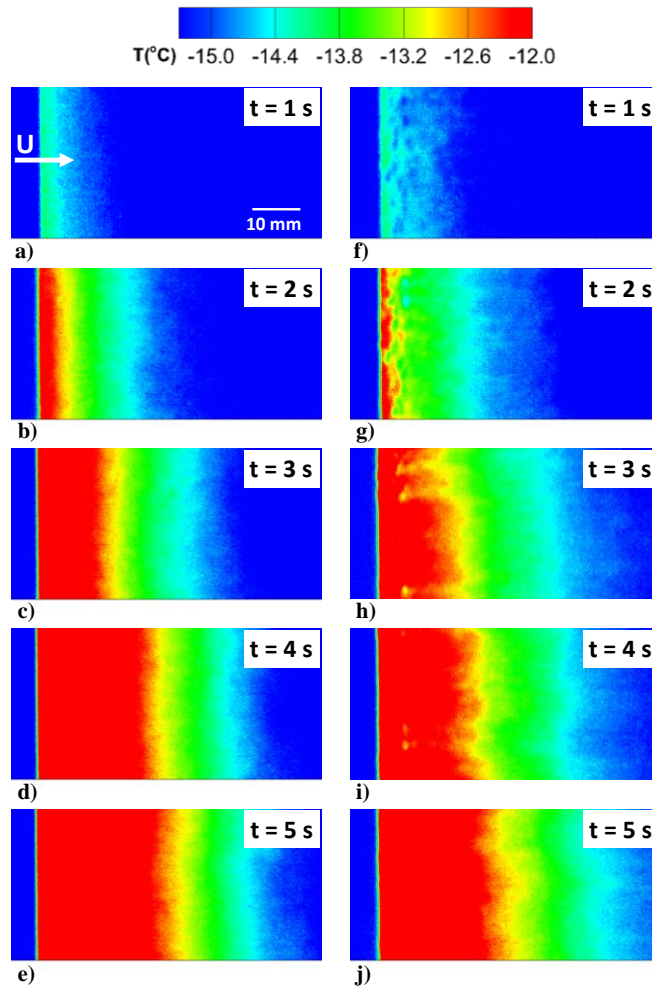 T(°C) -15.0 -14.4 -13.8 -13.2 -12.6 -12.0
t = 1 s
t = 1 s
U
10 mm
a)
f)
t = 2 s
t = 2 s
b)
g)
t = 3 s
t = 3 s
c)
h)
t = 4 s
t = 4 s
d)
i)
t = 5 s
t = 5 s
e)
j)